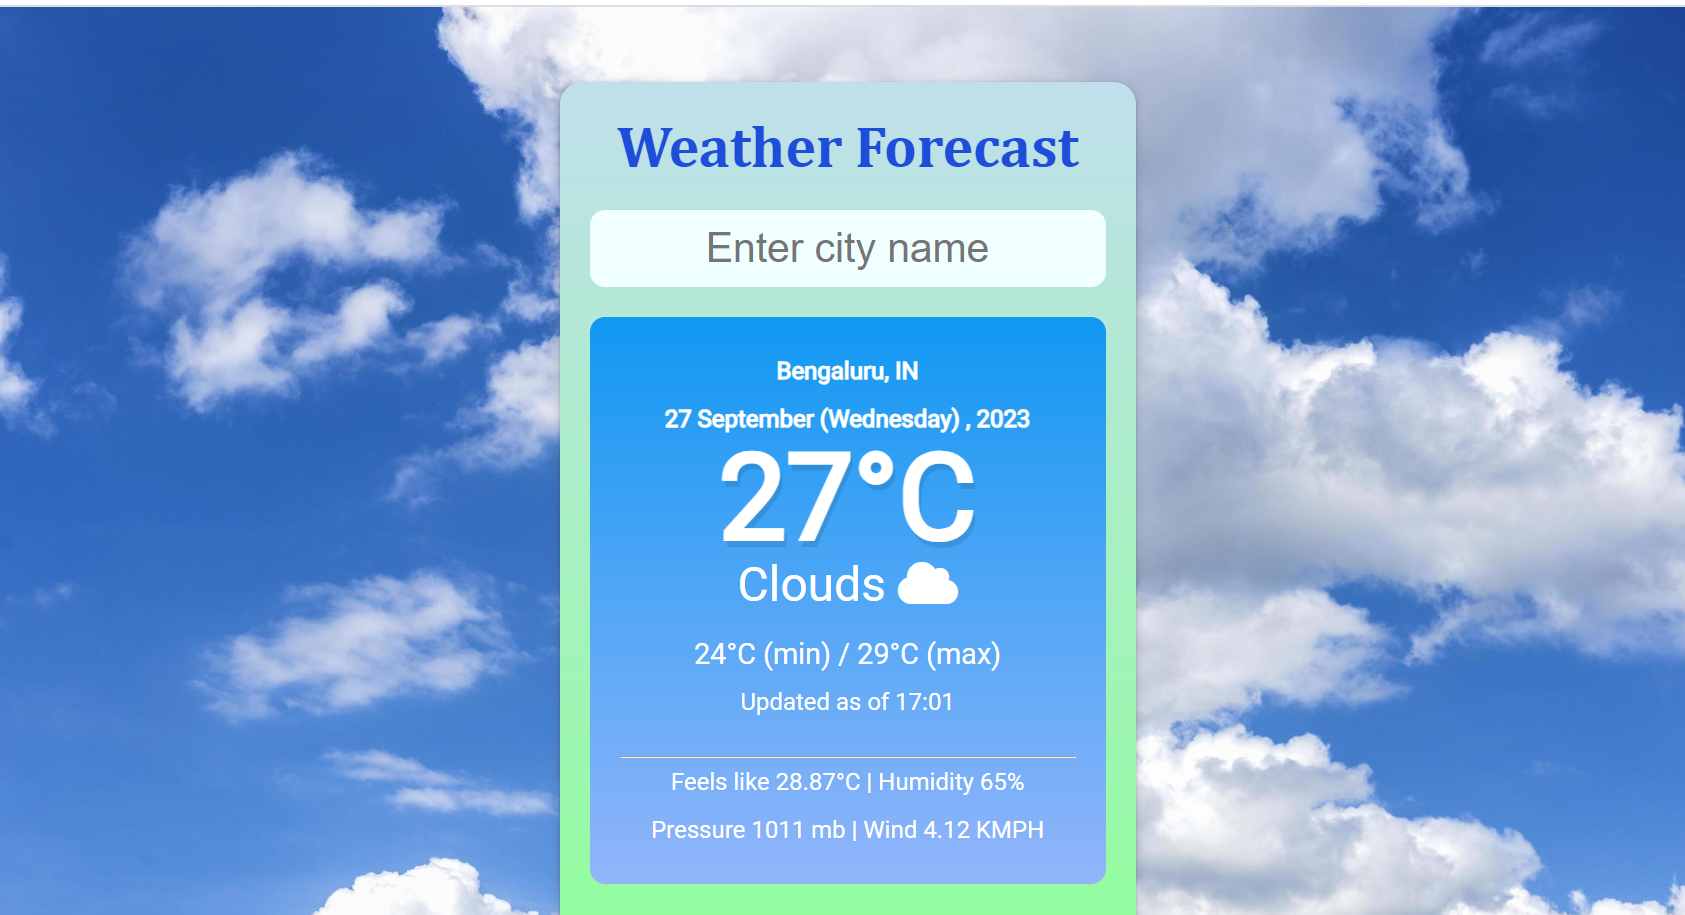 Weather Forecast
Enter city name
Bengaluru, IN
27 September (Wednesday) , 2023
27°C
Clouds
24°C (min) / 29°C (max)
Updated as of 17:01
Feels like 28.87°C | Humidity 65%
Pressure 1011 mb | Wind 4.12 KMPH